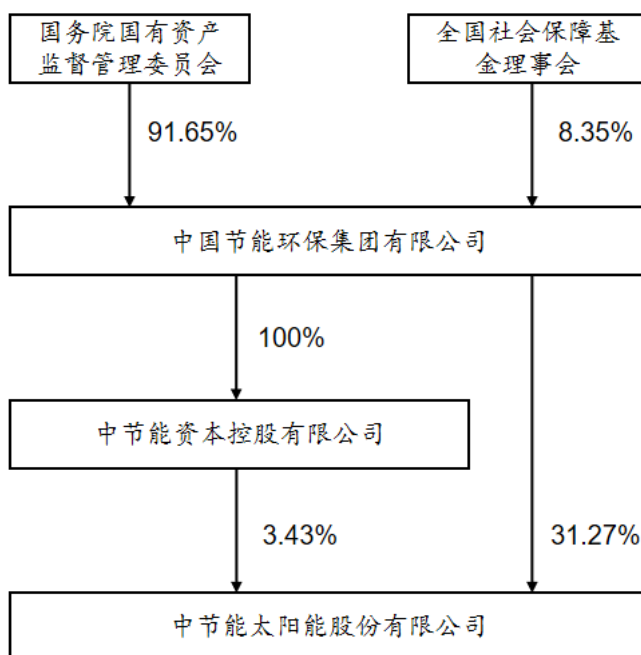 国务院国有资产
监督管理委员会
全国社会保障基
金理事会
91.65%
8.35%
中国节能环保集团有限公司
100%
中节能资本控股有限公司
3.43%
31.27%
中节能太阳能股份有限公司